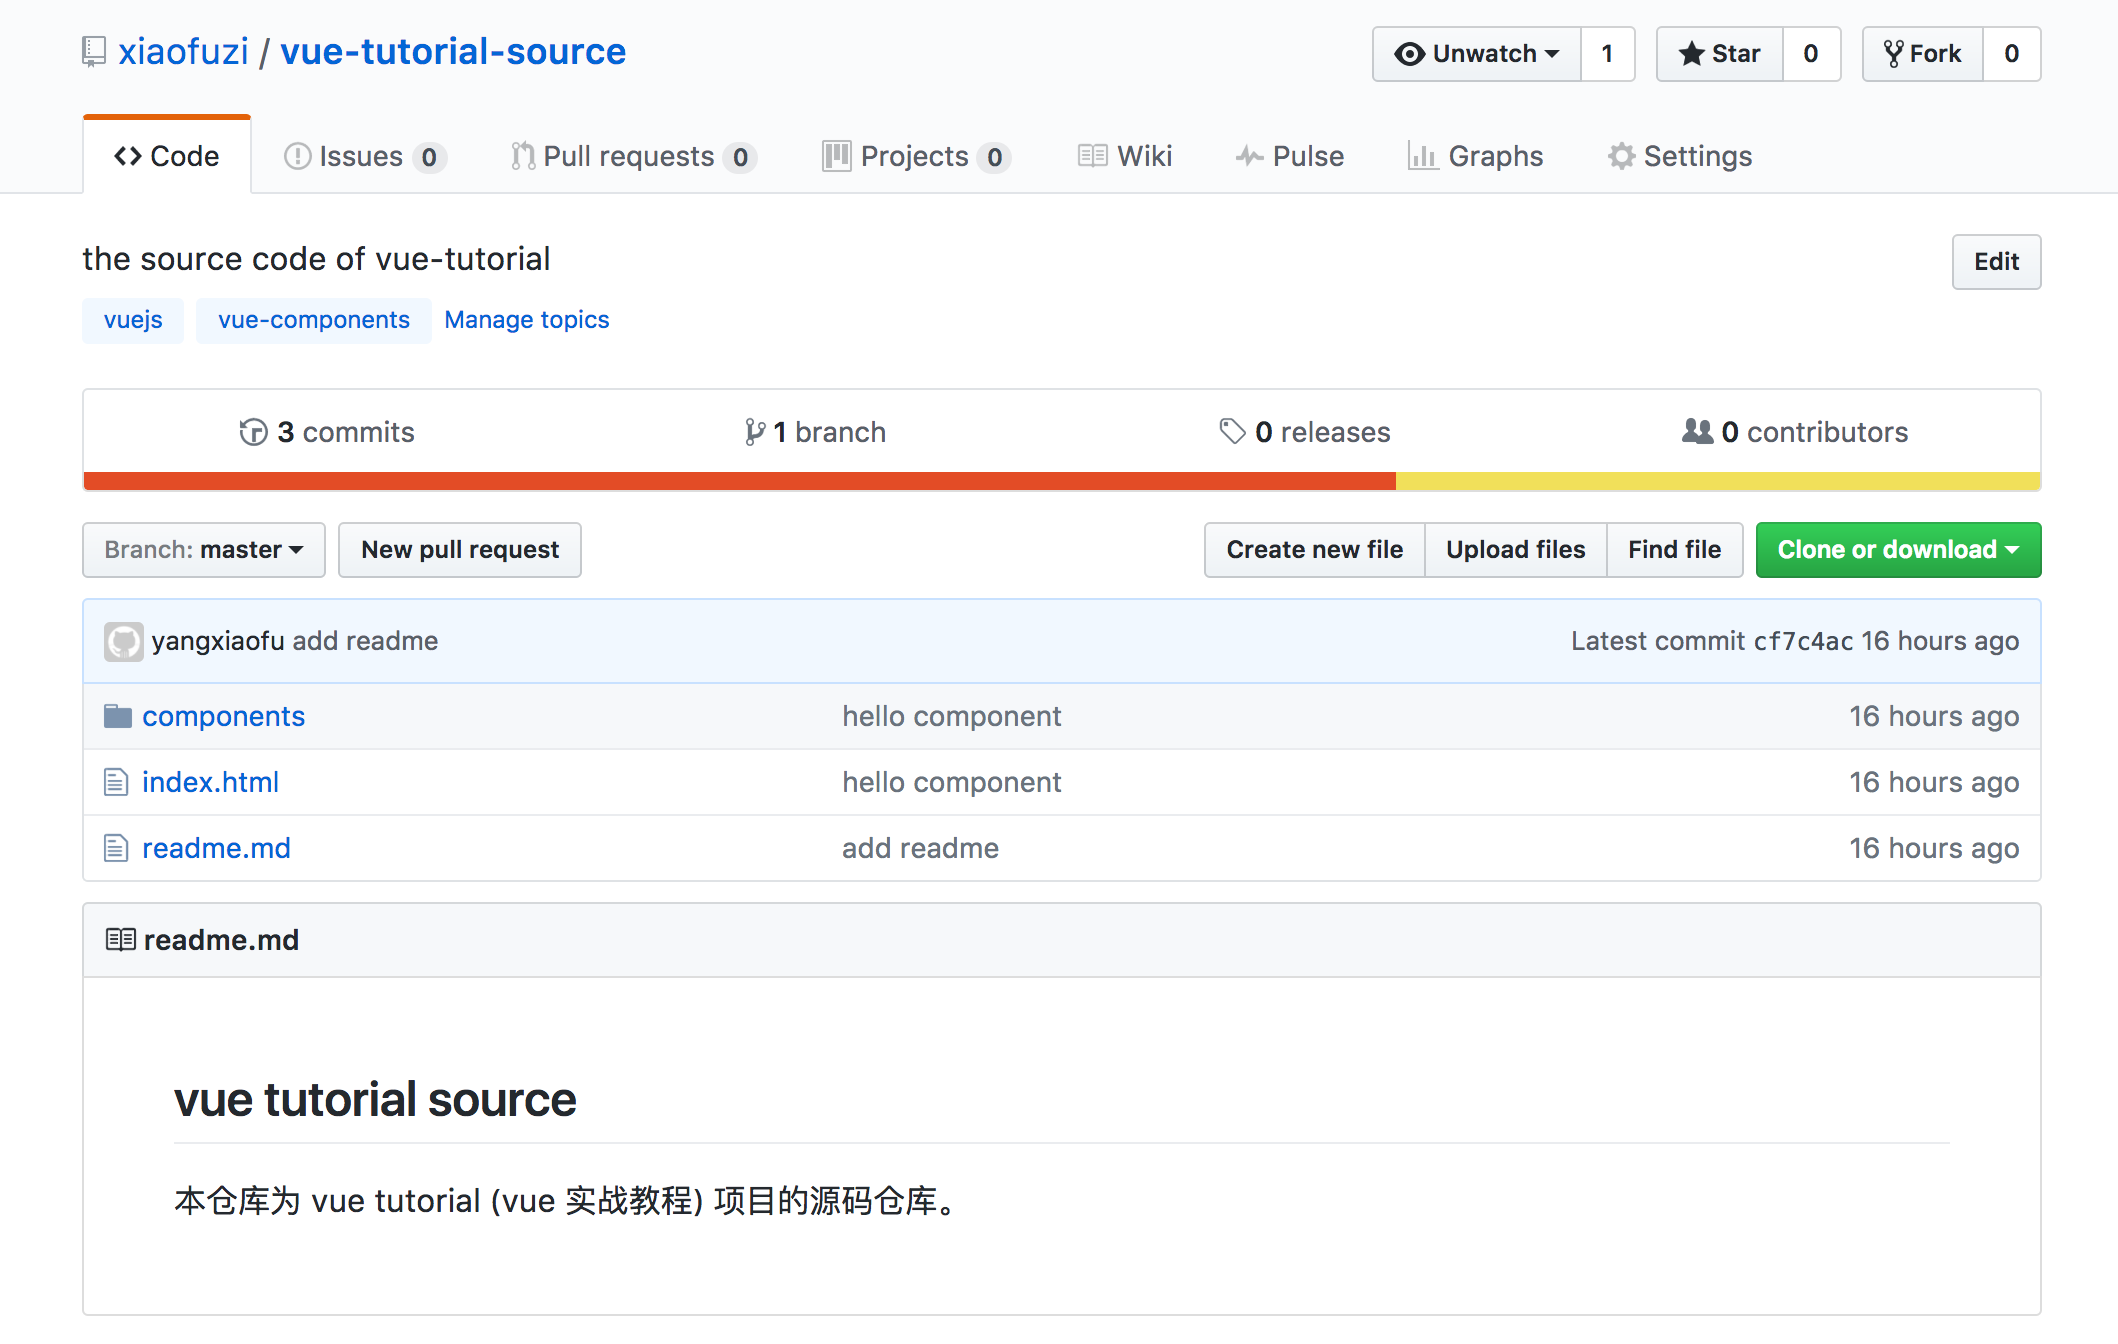 xiaofuzi / vue-tutorial-source Unwatch 1 Star 0 Fork 0
Code Issues 0 Pull requests 0 Projects 0 Wiki Pulse Graphs Settings
the source code of vue-tutorial Edit
vuejs vue-components Manage topics
3 commits 1 branch 0 releases 0 contributors
Branch: master New pull request Create new file Upload files Find file Clone or download
yangxiaofu add readme Latest commit cf7c4ac 16 hours ago
components hello component 16 hours ago
index.html hello component 16 hours ago
readme.md add readme 16 hours ago
readme.md
vue tutorial source
本仓库为 vue tutorial (vue 实战教程) 项目的源码仓库。